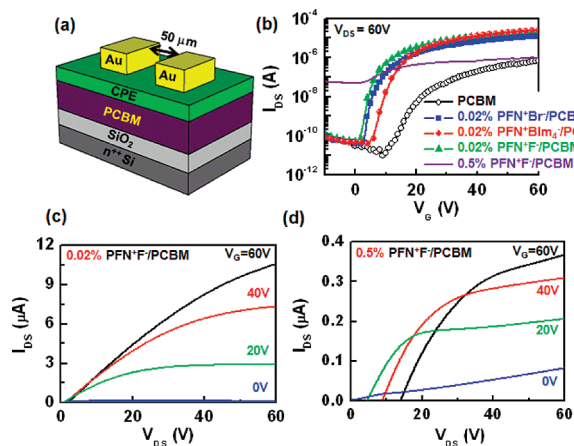 (a)
50 μm
Au
Au
CPE
PCBM
SiO2
n++ Si
(b)
IDS (A)
10-4
10-6
10-8
10-10
10-12
VDS = 60V
PCBM
0.02% PFN+Br-/PCB
0.02% PFN+BIm4-/PC
0.02% PFN+F-/PCBM
0.5% PFN+F-/PCBM
0 20 40 60
VG (V)
(c)
IDS (μA)
12
9
6
3
0
0.02% PFN+F-/PCBM
VG=60V
40V
20V
0V
0 20 40 60
VDS (V)
(d)
IDS (μA)
0.4
0.3
0.2
0.1
0.0
0.5% PFN+F-/PCBM
VG=60V
40V
20V
0V
0 20 40 60
VDS (V)